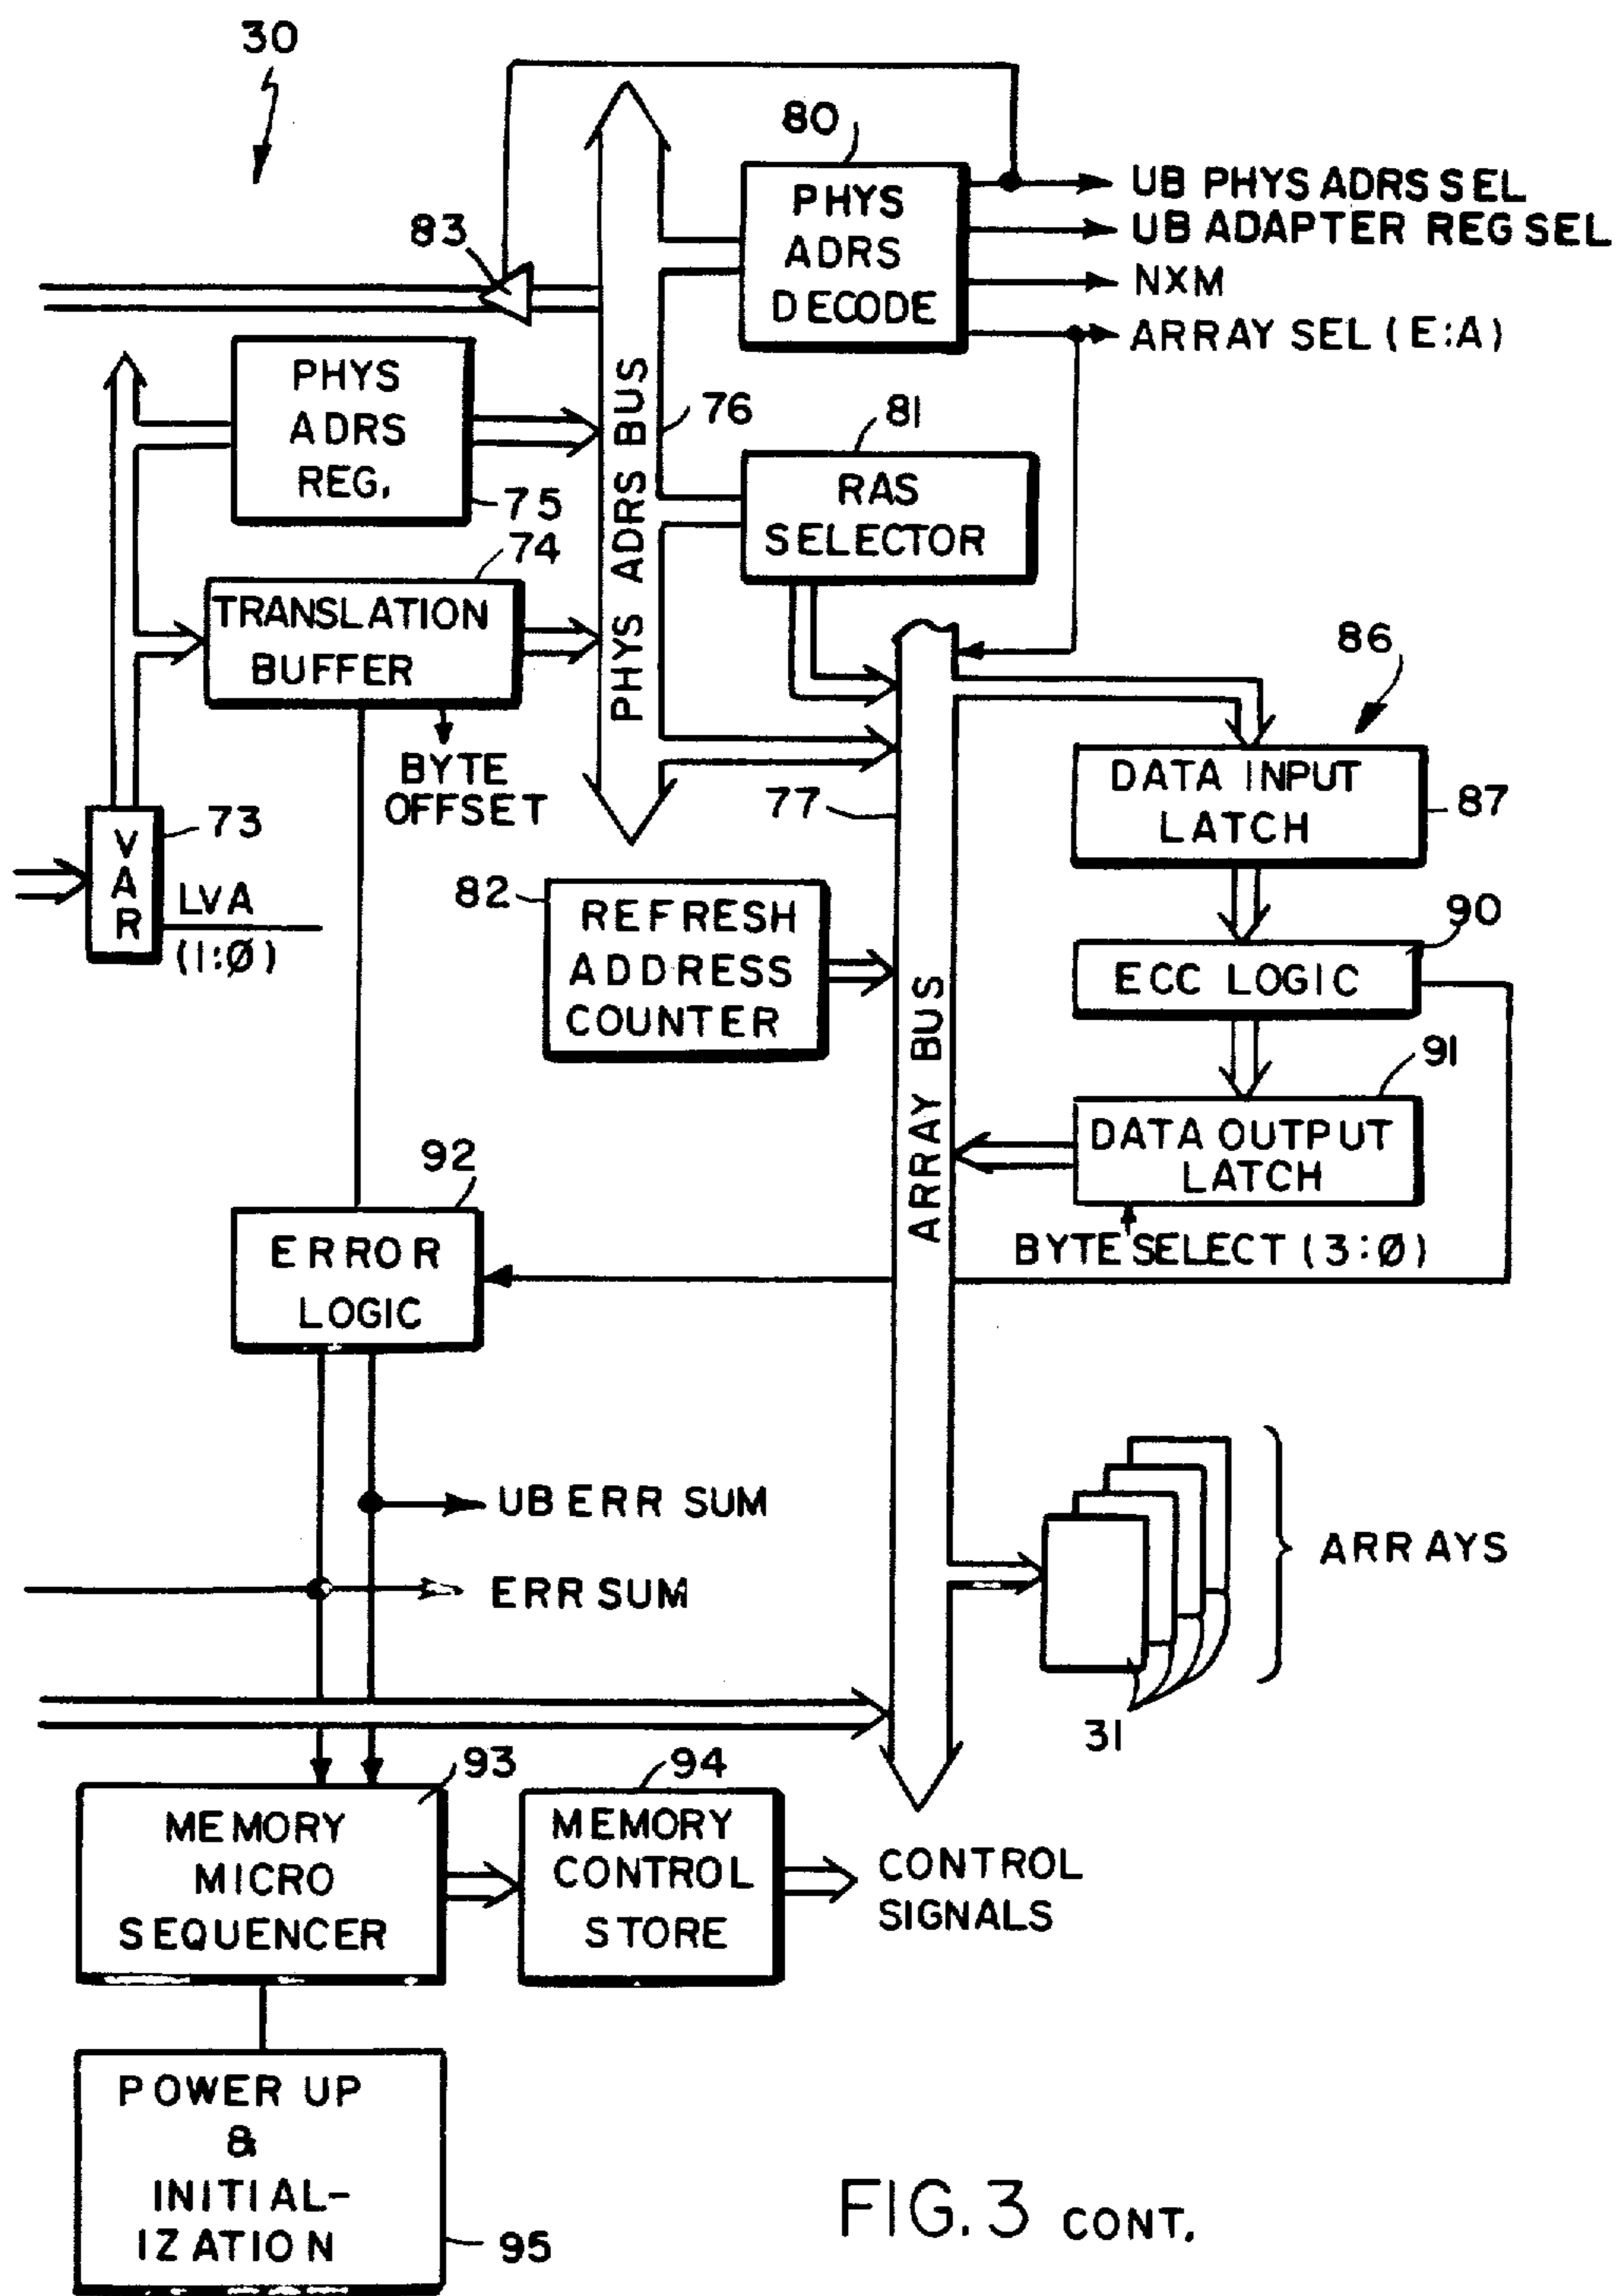 30
80
PHYS
ADRS
DECODE
UB PHYS ADRS SEL
UB ADAPTER REG SEL
NXM
ARRAY SEL (E:A)
83
PHYS
ADRS
REG.
75
PHYS ADRS BUS
76
81
RAS
SELECTOR
74
TRANSLATION
BUFFER
BYTE
OFFSET
86
DATA INPUT
LATCH
87
77
73
VAR
LVA
(1:Ø)
82
REFRESH
ADDRESS
COUNTER
ARRAY BUS
90
ECC LOGIC
91
DATA OUTPUT
LATCH
BYTE SELECT (3:Ø)
92
ERROR
LOGIC
UB ERR SUM
ERR SUM
ARRAYS
31
93
MEMORY
MICRO
SEQUENCER
94
MEMORY
CONTROL
STORE
CONTROL
SIGNALS
POWER UP
&
INITIAL-
IZATION
95
FIG. 3 CONT.